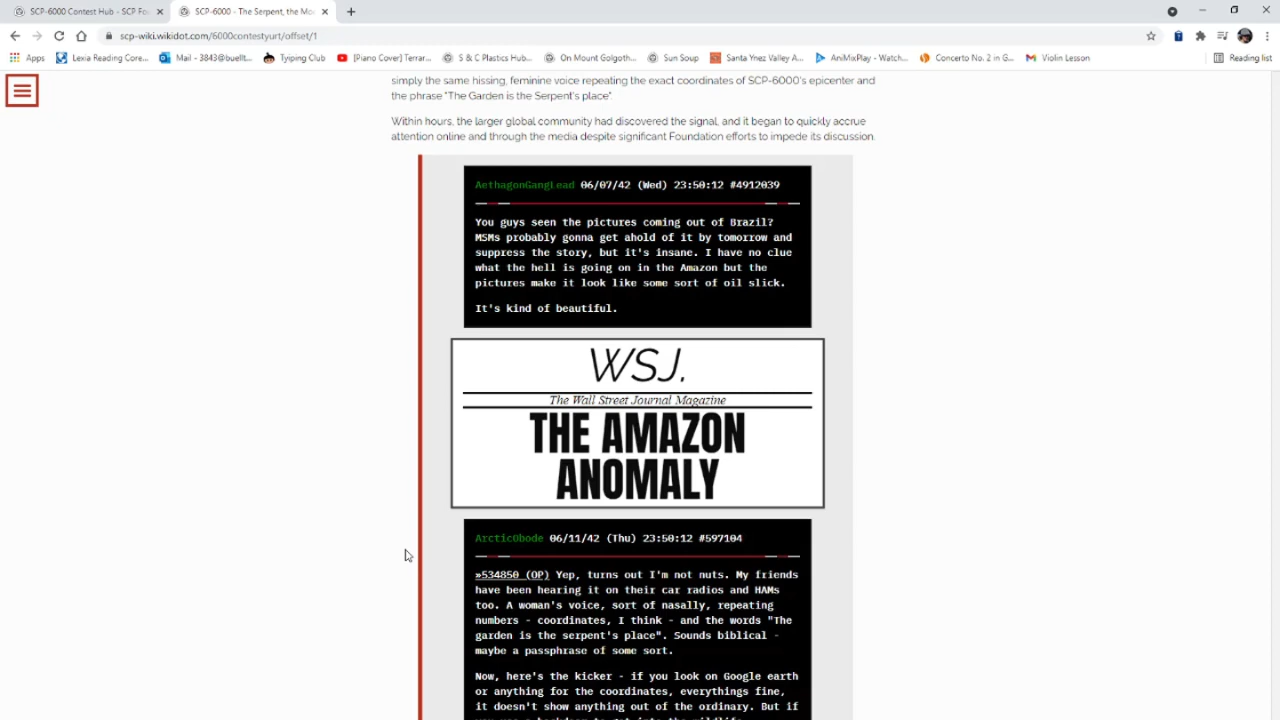 SCP-6000 Contest Hub - SCP Fo
SCP-6000 - The Serpent, the Mo
scp-wiki.wikidot.com/6000contestyurt/offset/1
Apps
Lexia Reading Core...
Mail - 3843@buellt...
Tyiping Club
[Piano Cover] Terrar...
S & C Plastics Hub...
On Mount Golgoth...
Sun Soup
Santa Ynez Valley A...
AniMixPlay - Watch...
Concerto No. 2 in G...
Violin Lesson
Reading list
simply the same hissing, feminine voice repeating the exact coordinates of SCP-6000's epicenter and
the phrase "The Garden is the Serpent's place".
Within hours, the larger global community had discovered the signal, and it began to quickly accrue
attention online and through the media despite significant Foundation efforts to impede its discussion.
AethagonGangLead 06/07/42 (Wed) 23:50:12 #4912039
You guys seen the pictures coming out of Brazil?
MSMs probably gonna get ahold of it by tomorrow and
suppress the story, but it's insane. I have no clue
what the hell is going on in the Amazon but the
pictures make it look like some sort of oil slick.
It's kind of beautiful.
WSJ.
The Wall Street Journal Magazine
THE AMAZON
ANOMALY
ArcticObode 06/11/42 (Thu) 23:50:12 #597104
»534850 (OP) Yep, turns out I'm not nuts. My friends
have been hearing it on their car radios and HAMs
too. A woman's voice, sort of nasally, repeating
numbers - coordinates, I think - and the words "The
garden is the serpent's place". Sounds biblical -
maybe a passphrase of some sort.
Now, here's the kicker - if you look on Google earth
or anything for the coordinates, everythings fine,
it doesn't show anything out of the ordinary. But if